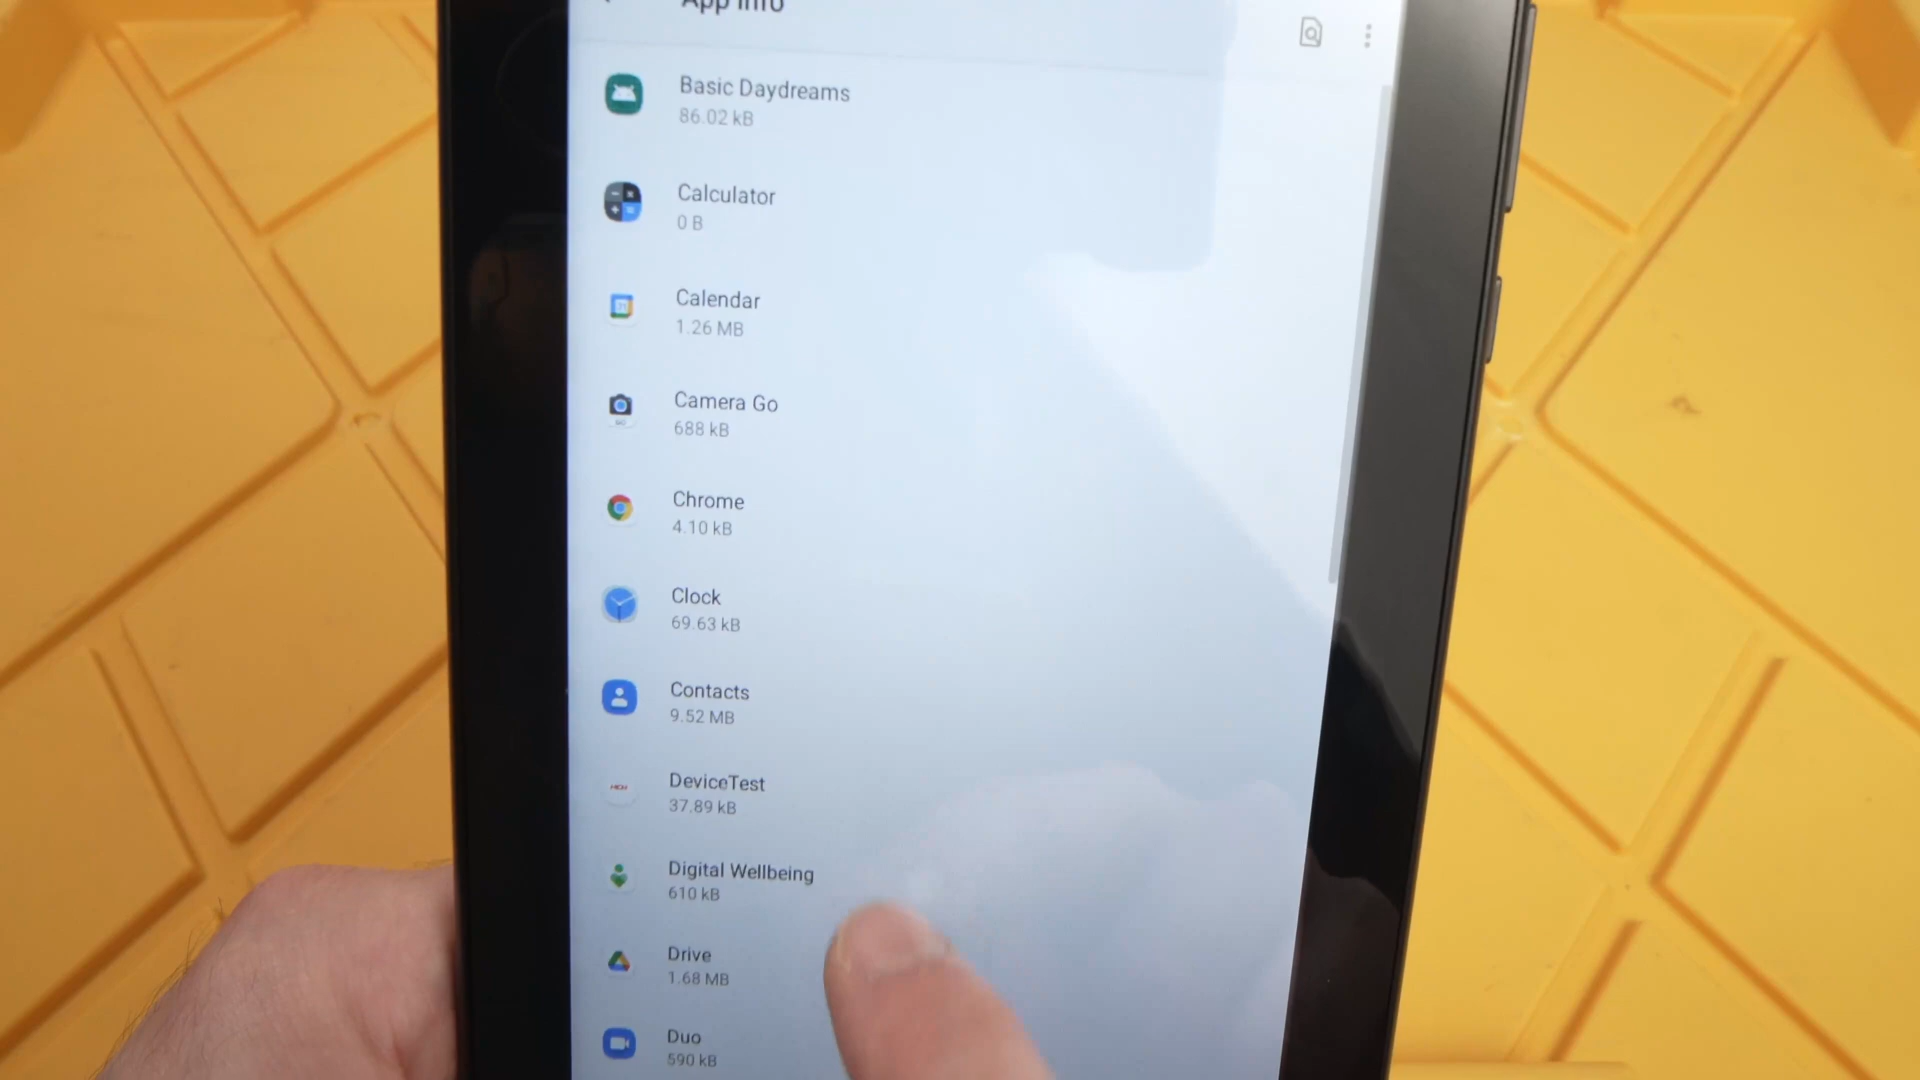 App info
Basic Daydreams
86.02 kB
Calculator
0 B
Calendar
1.26 MB
Camera Go
688 kB
Chrome
4.10 kB
Clock
69.63 kB
Contacts
9.52 MB
DeviceTest
37.89 kB
Digital Wellbeing
610 kB
Drive
1.68 MB
Duo
590 kB